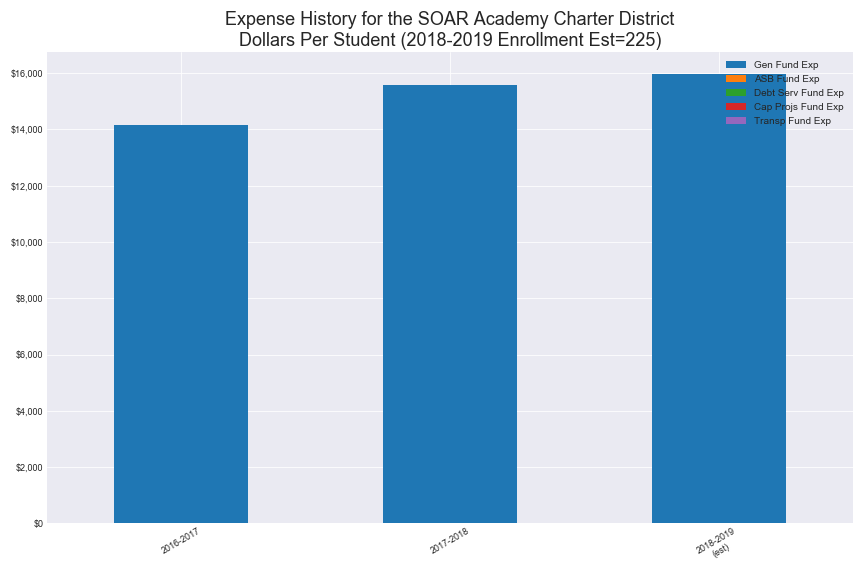 Expense History for the SOAR Academy Charter District
Dollars Per Student (2018-2019 Enrollment Est=225)
$16,000
$14,000
$12,000
$10,000
$8,000
$6,000
$4,000
$2,000
$0
Gen Fund Exp
ASB Fund Exp
Debt Serv Fund Exp
Cap Projs Fund Exp
Transp Fund Exp
2016-2017
2017-2018
2018-2019
(est)